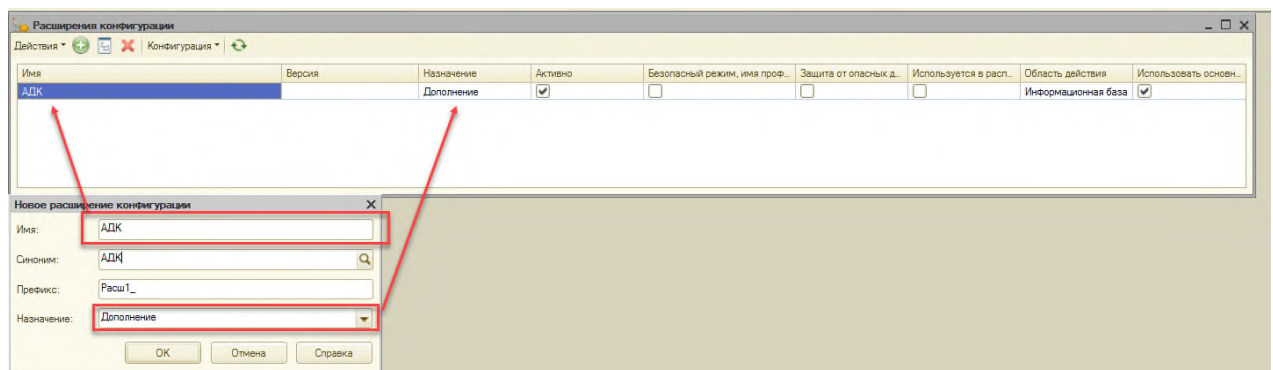 Расширения конфигурации
Действия Конфигурация
Имя Версия Назначение Активно Безопасный режим, имя проф... Защита от опасных д... Используется в расп... Область действия Использовать основн...
АДК Дополнение Информационная база
Новое расширение конфигурации
Имя: АДК
Синоним: АДК
Префикс: Расш1_
Назначение: Дополнение
ОК Отмена Справка